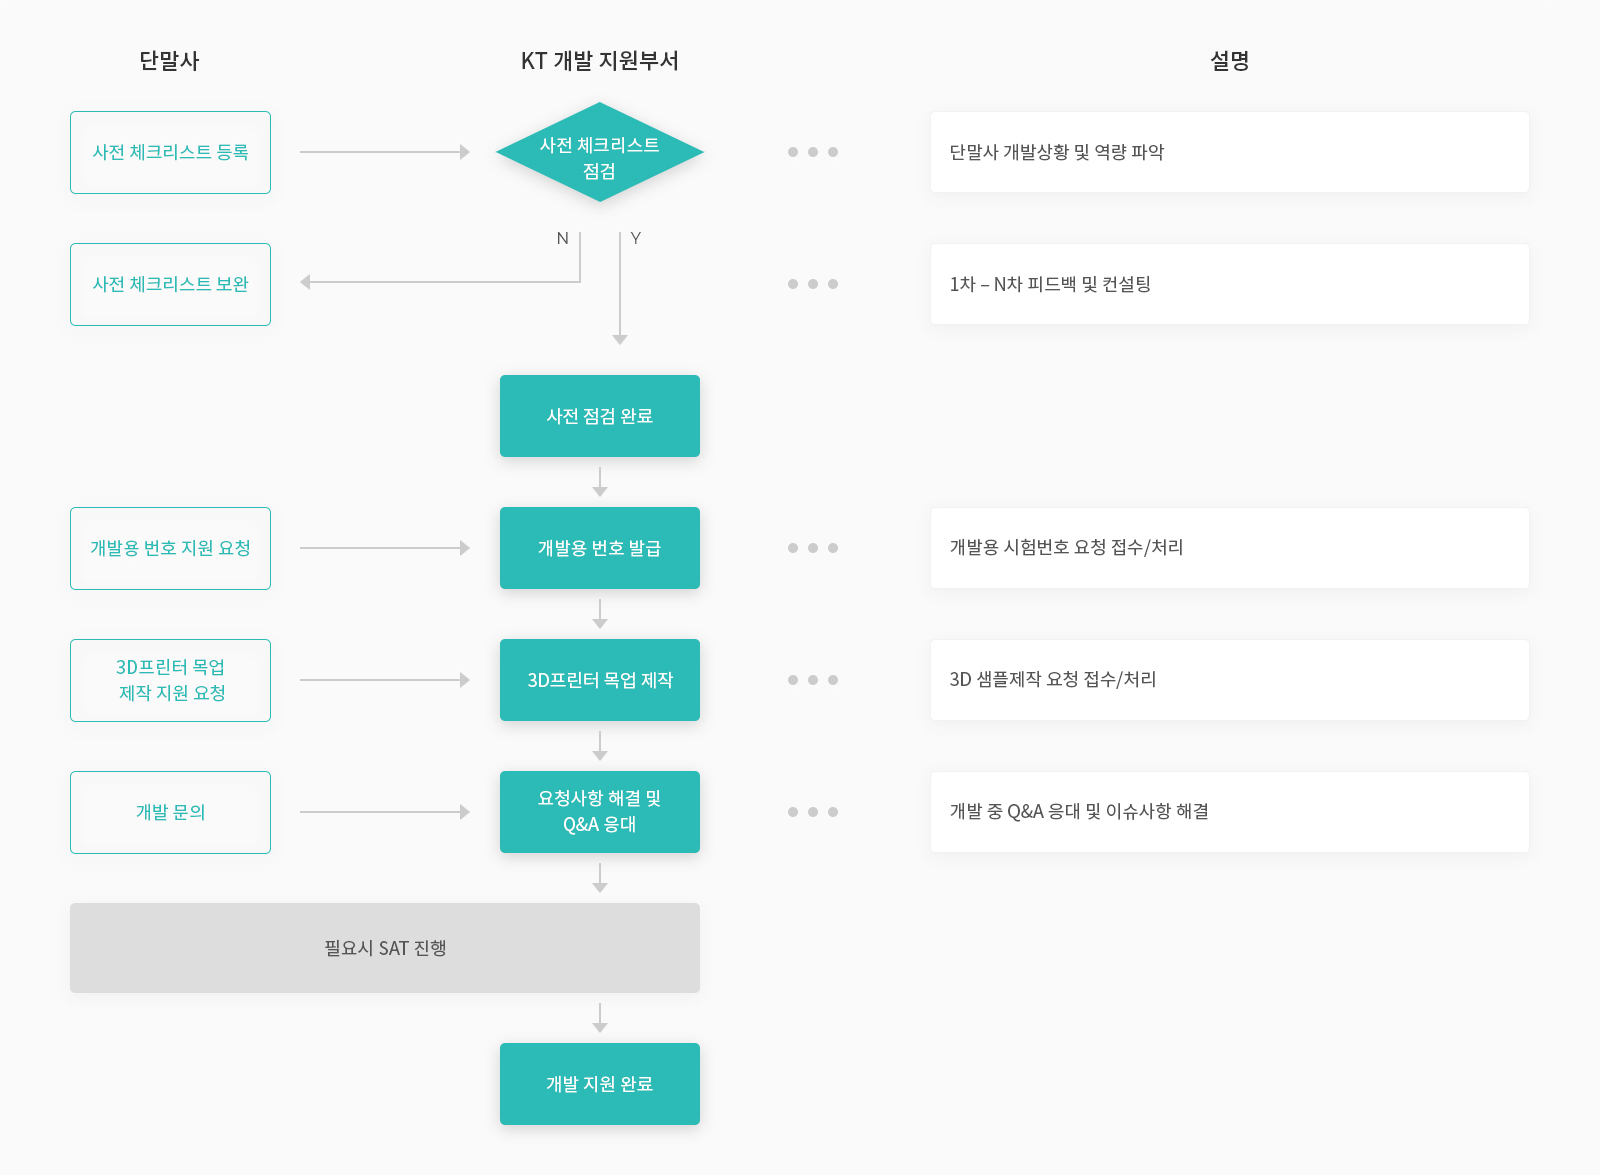 단말사
KT 개발 지원부서
설명
사전 체크리스트 등록
사전 체크리스트
점검
단말사 개발상황 및 역량 파악
N
Y
사전 체크리스트 보완
1차 – N차 피드백 및 컨설팅
사전 점검 완료
개발용 번호 지원 요청
개발용 번호 발급
개발용 시험번호 요청 접수/처리
3D프린터 목업
제작 지원 요청
3D프린터 목업 제작
3D 샘플제작 요청 접수/처리
개발 문의
요청사항 해결 및
Q&A 응대
개발 중 Q&A 응대 및 이슈사항 해결
필요시 SAT 진행
개발 지원 완료